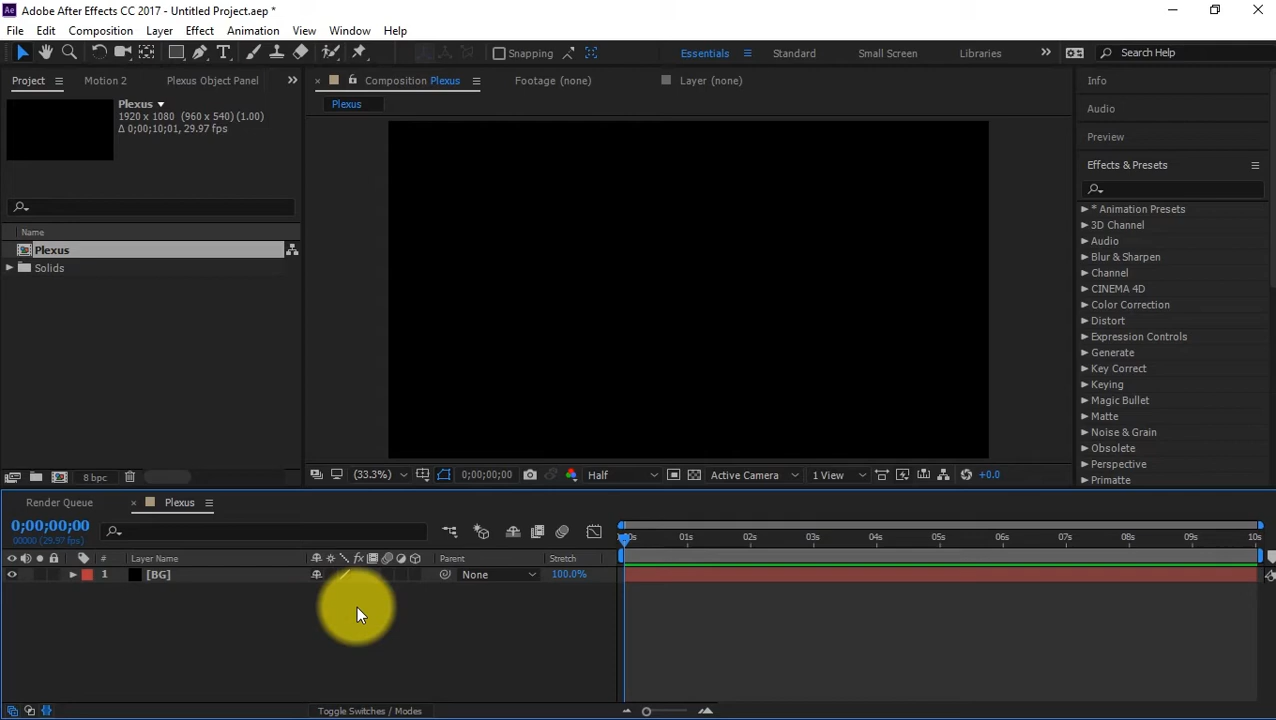 Adobe After Effects CC 2017 - Untitled Project.aep *
File Edit Composition Layer Effect Animation View Window Help
Snapping Essentials Standard Small Screen Libraries Search Help
Project Motion 2 Plexus Object Panel Composition Plexus Footage (none) Layer (none) Info
Plexus
Plexus
1920 x 1080 (960 x 540) (1.00)
Δ 0;00;10;01, 29.97 fps
Audio
Preview
Effects & Presets
Name
Plexus
Solids
* Animation Presets
3D Channel
Audio
Blur & Sharpen
Channel
CINEMA 4D
Color Correction
Distort
Expression Controls
Generate
Key Correct
Keying
Magic Bullet
Matte
Noise & Grain
Obsolete
Perspective
Primatte
8 bpc (33.3%) 0;00;00;00 Half Active Camera 1 View +0.0
Render Queue Plexus
0;00;00;00
00000 (29.97 fps)
01s 02s 03s 04s 05s 06s 07s 08s 09s 10s
# Layer Name Parent Stretch
1 [BG] None 100.0%
Toggle Switches / Modes